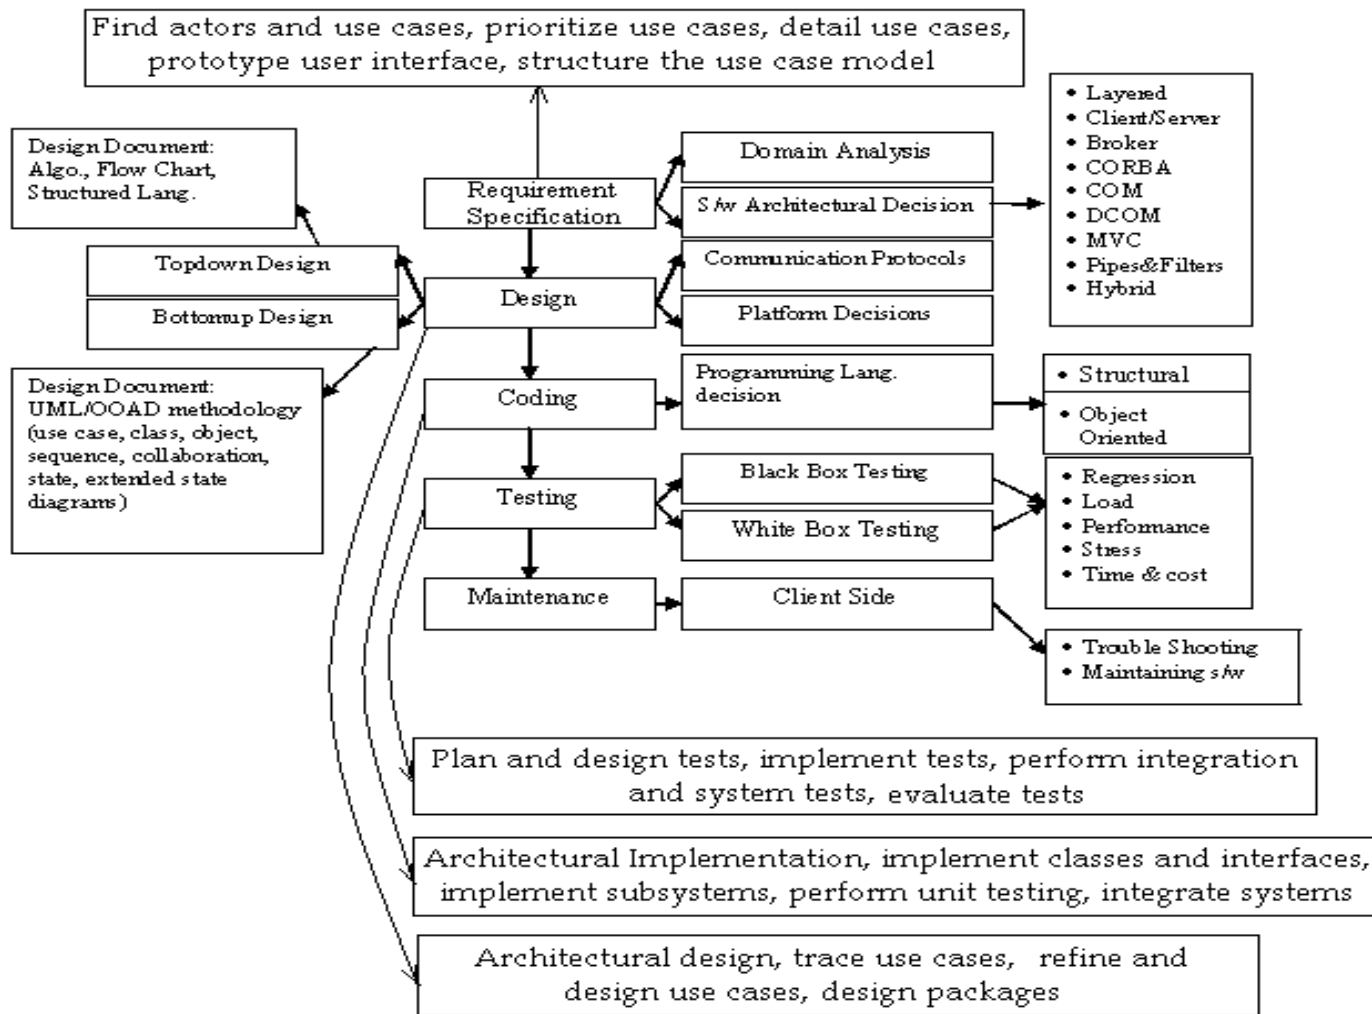 Find actors and use cases, prioritize use cases, detail use cases,
prototype user interface, structure the use case model
Design Document:
Algo., Flow Chart,
Structured Lang.
Requirement
Specification
Domain Analysis
S/w Architectural Decision
• Layered
• Client/Server
• Broker
• CORBA
• COM
• DCOM
• MVC
• Pipes&Filters
• Hybrid
Topdown Design
Bottomup Design
Design
Communication Protocols
Platform Decisions
Design Document:
UML/OOAD methodology
(use case, class, object,
sequence, collaboration,
state, extended state
diagrams)
Coding
Programming Lang.
decision
• Structural
• Object
Oriented
Testing
Black Box Testing
White Box Testing
• Regression
• Load
• Performance
• Stress
• Time & cost
Maintenance
Client Side
• Trouble Shooting
• Maintaining s/w
Plan and design tests, implement tests, perform integration
and system tests, evaluate tests
Architectural Implementation, implement classes and interfaces,
implement subsystems, perform unit testing, integrate systems
Architectural design, trace use cases, refine and
design use cases, design packages